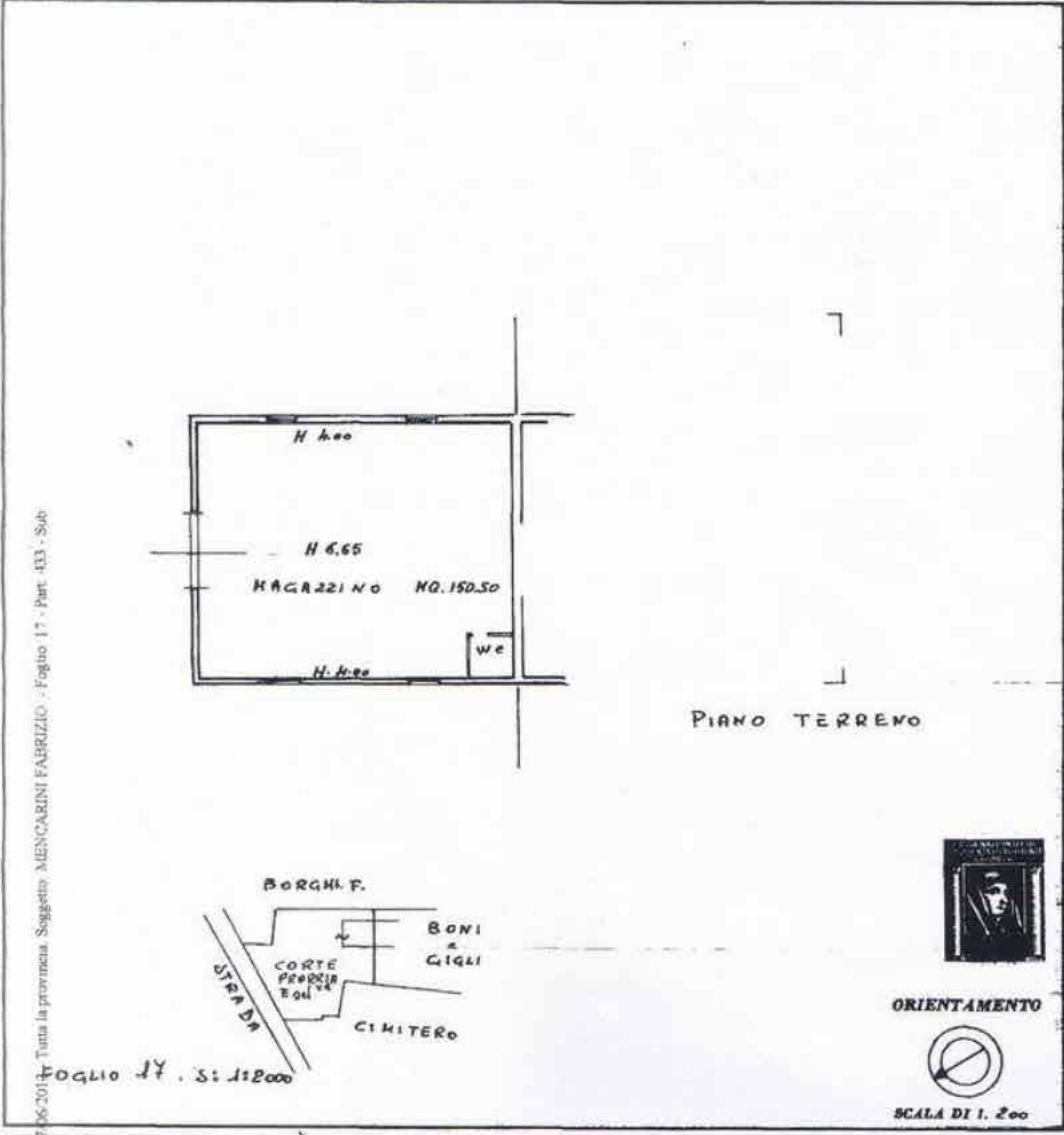 H 4.00
H 6.65
MAGAZZINO MQ. 150.50
WC
H. 4.00
PIANO TERRENO
BORGHI. F.
BONI
e
GIGLI
CORTE
PROPRIA
STRADA
CIMITERO
FOGLIO 17 . S: 1:2000
ORIENTAMENTO
SCALA DI 1. 200
Tutta la provincia. Soggetto: MENCARINI FABRIZIO - Foglio: 17 - Part: 433 - Sub